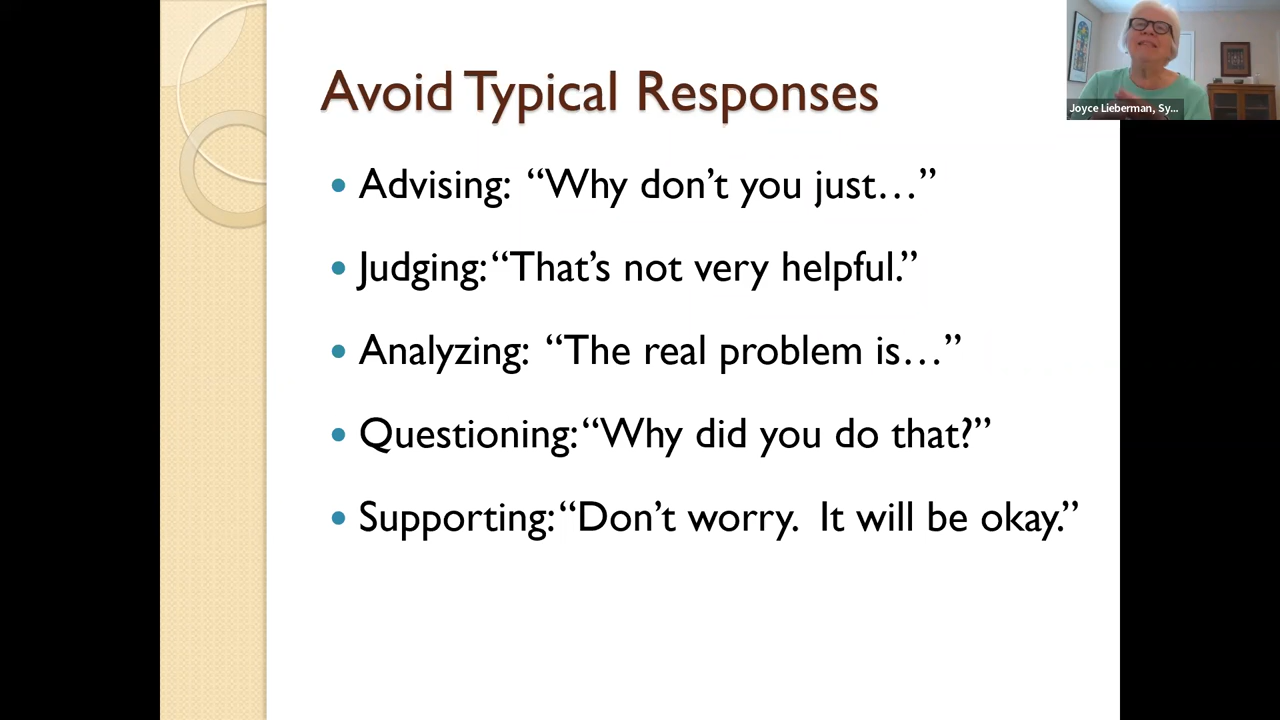 Avoid Typical Responses
Joyce Lieberman, Sy...
• Advising: “Why don’t you just…”
• Judging: “That’s not very helpful.”
• Analyzing: “The real problem is…”
• Questioning: “Why did you do that?”
• Supporting: “Don’t worry. It will be okay.”